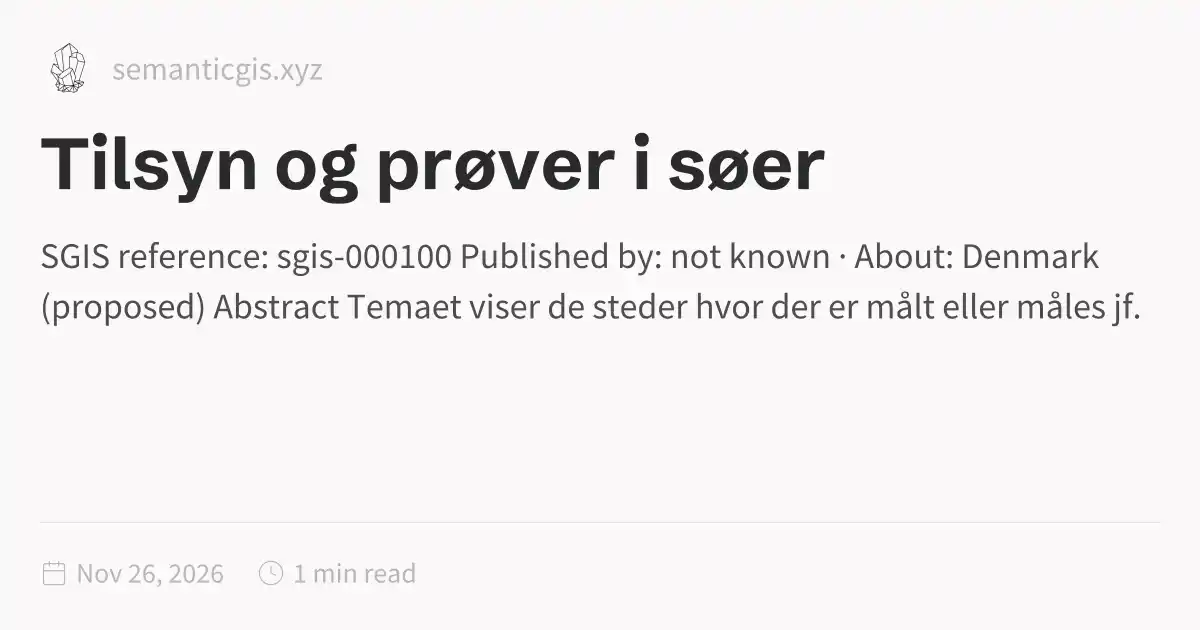 semanticgis.xyz
Tilsyn og prøver i søer
SGIS reference: sgis-000100 Published by: not known · About: Denmark
(proposed) Abstract Temaet viser de steder hvor der er målt eller måles jf.
Nov 26, 2026 1 min read